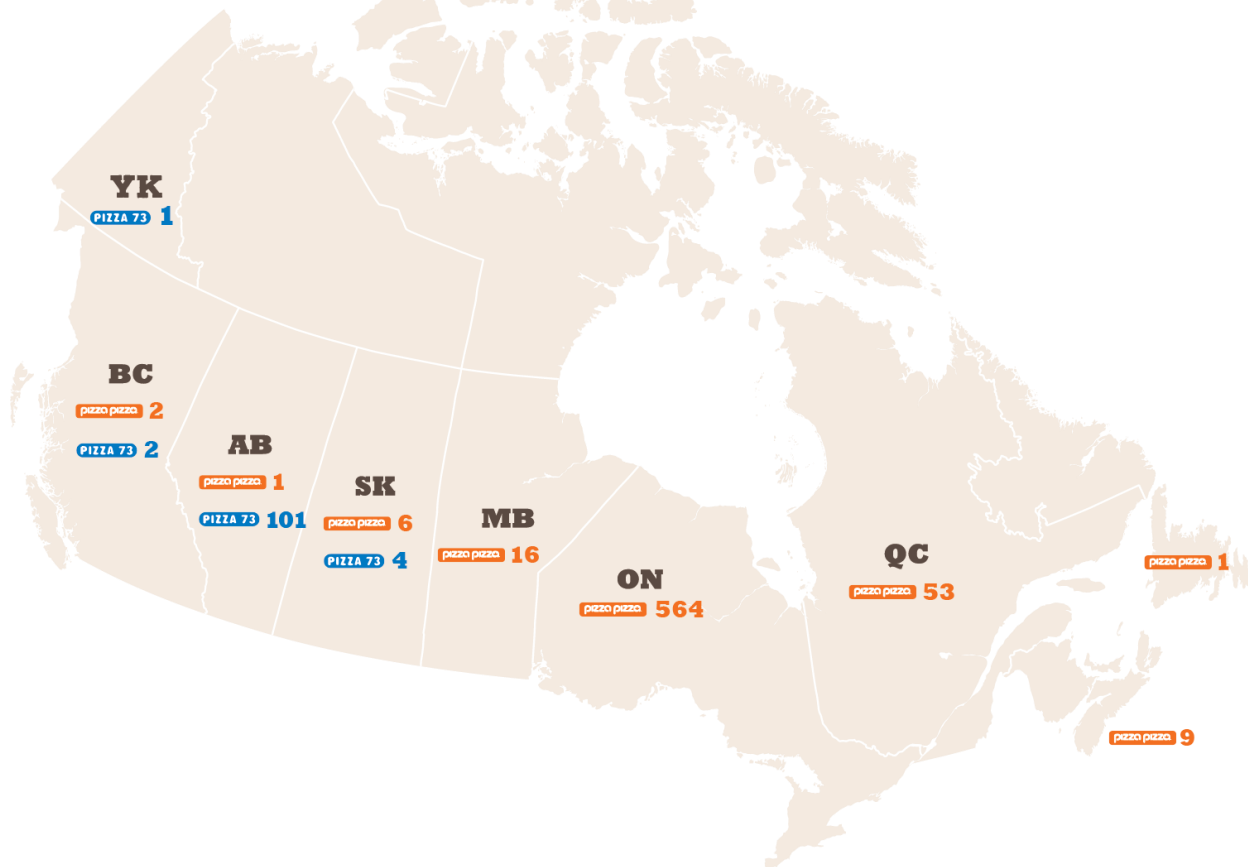 YK
PIZZA 73 1
BC
pizza pizza 2
PIZZA 73 2
AB
pizza pizza 1
PIZZA 73 101
SK
pizza pizza 6
PIZZA 73 4
MB
pizza pizza 16
ON
pizza pizza 564
QC
pizza pizza 53
pizza pizza 1
pizza pizza 9